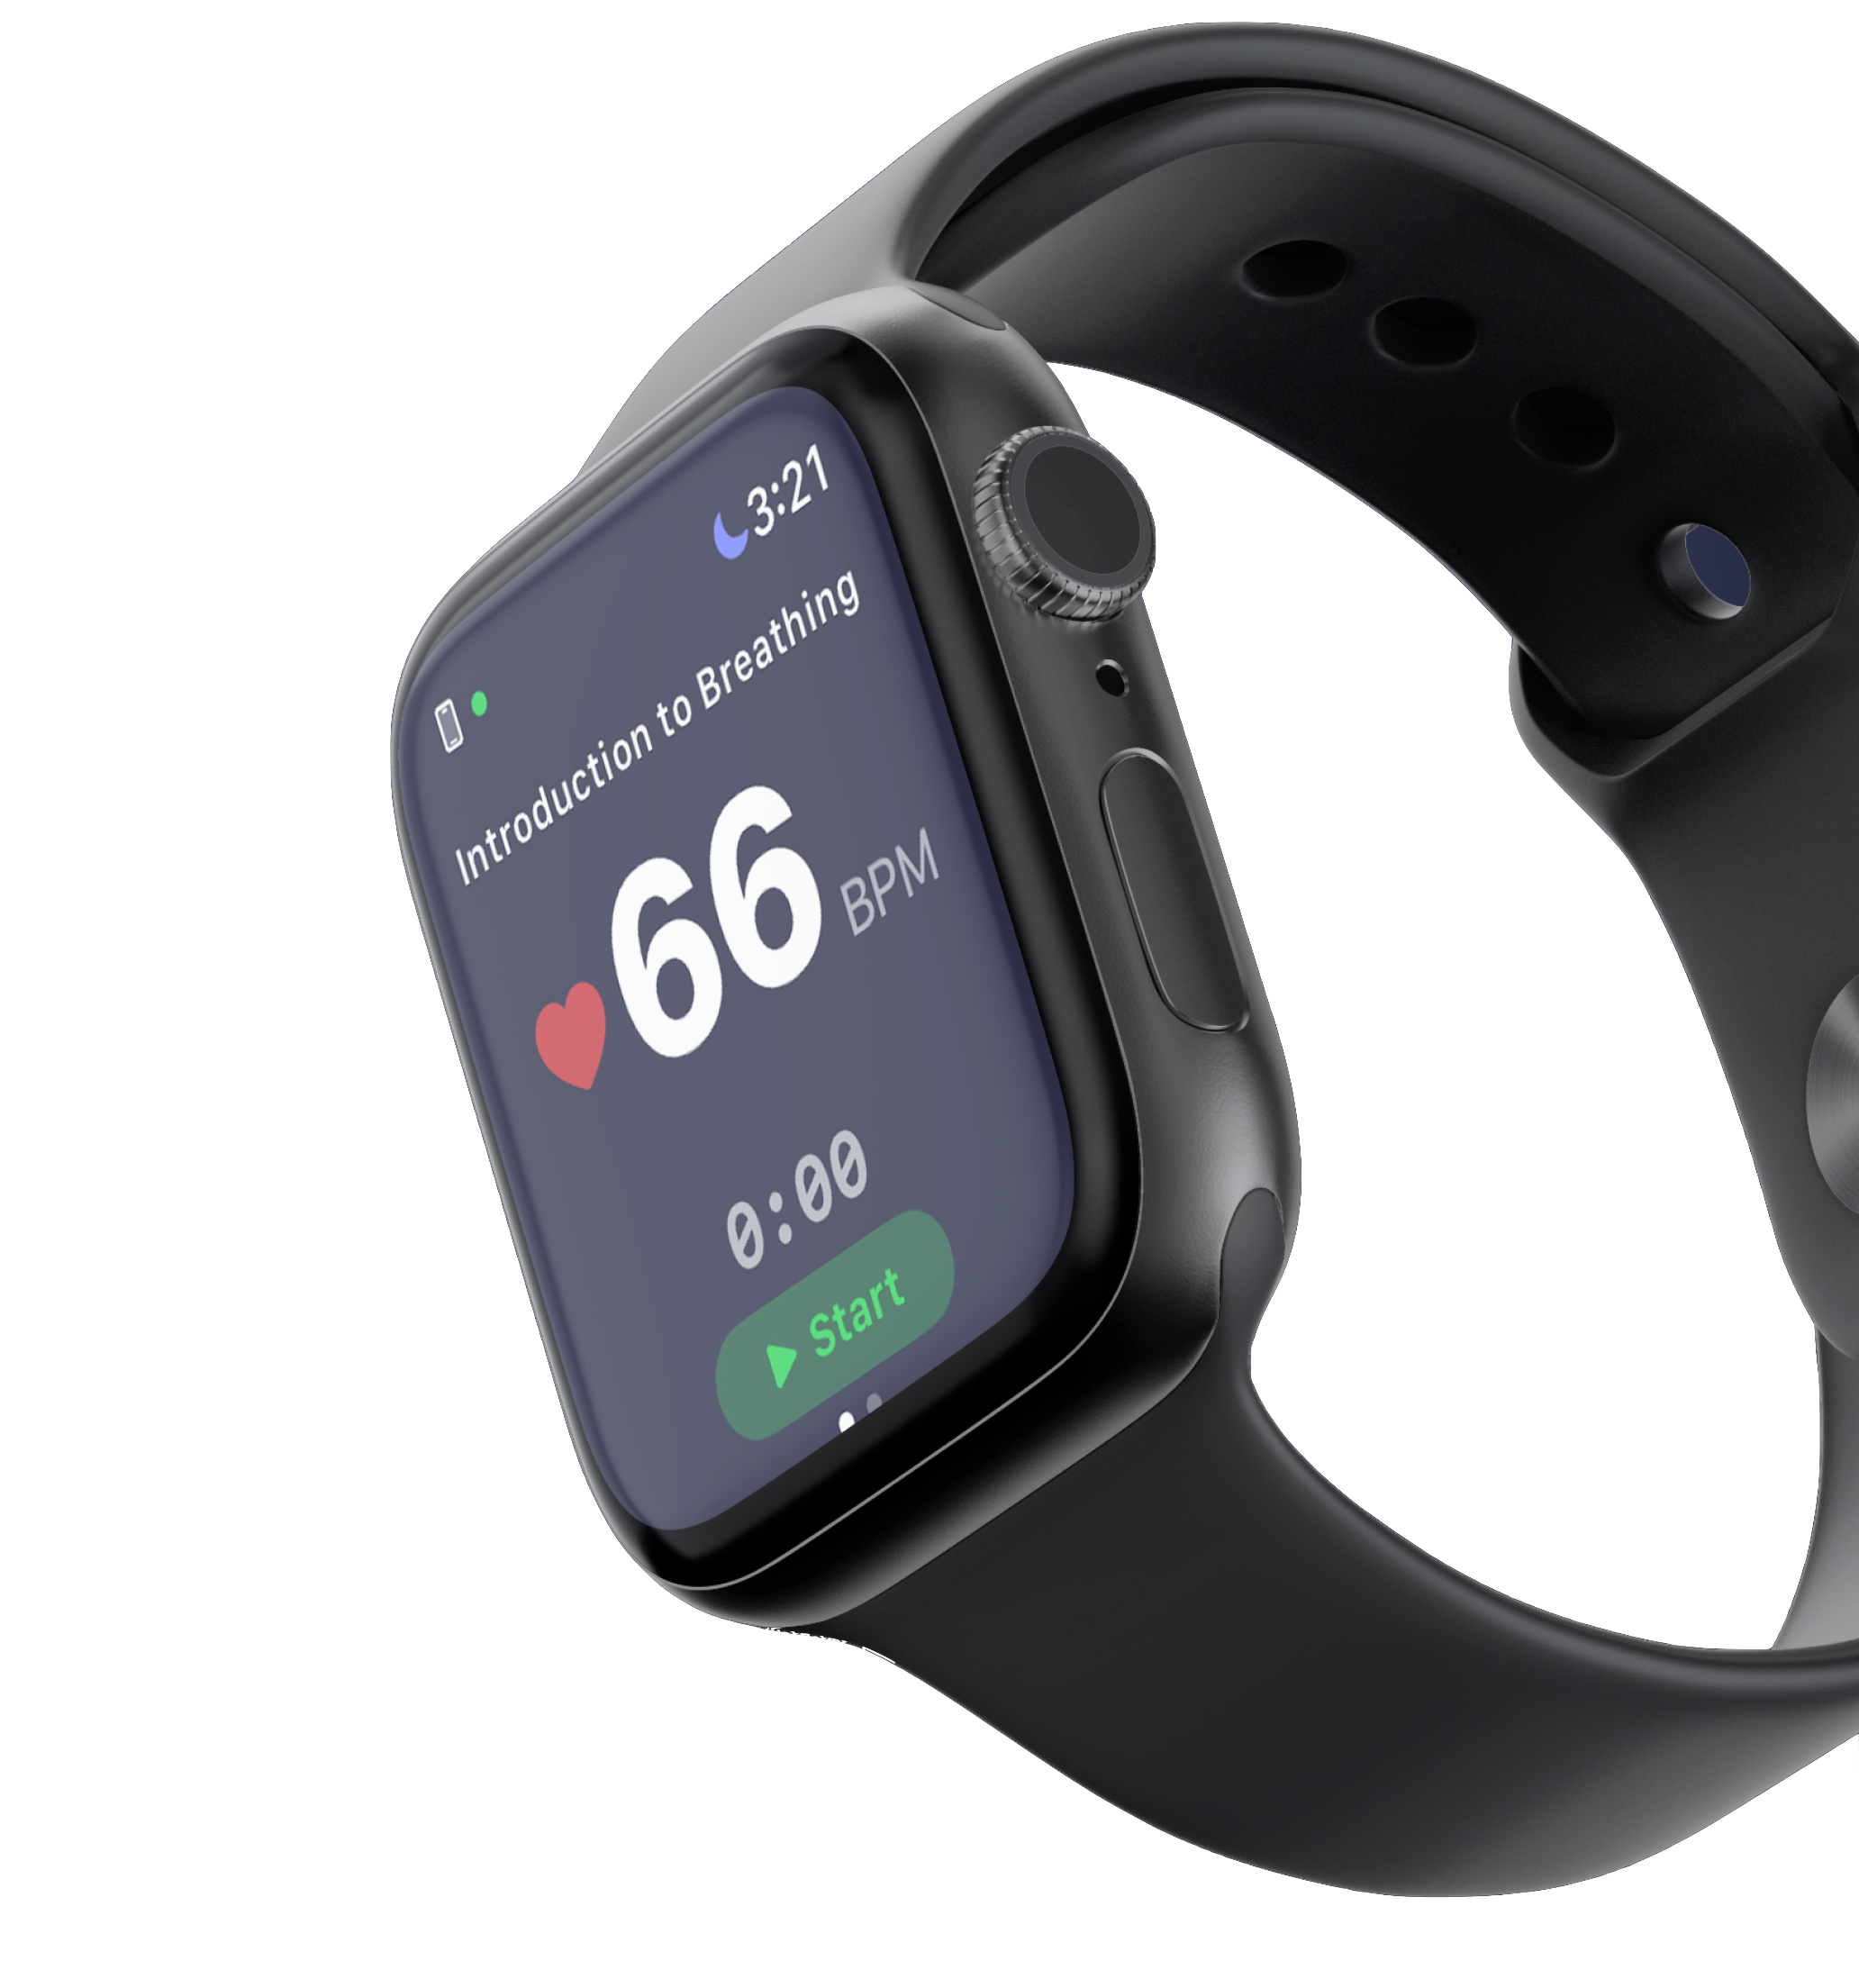 3:21
Introduction to Breathing
66 BPM
0:00
Start